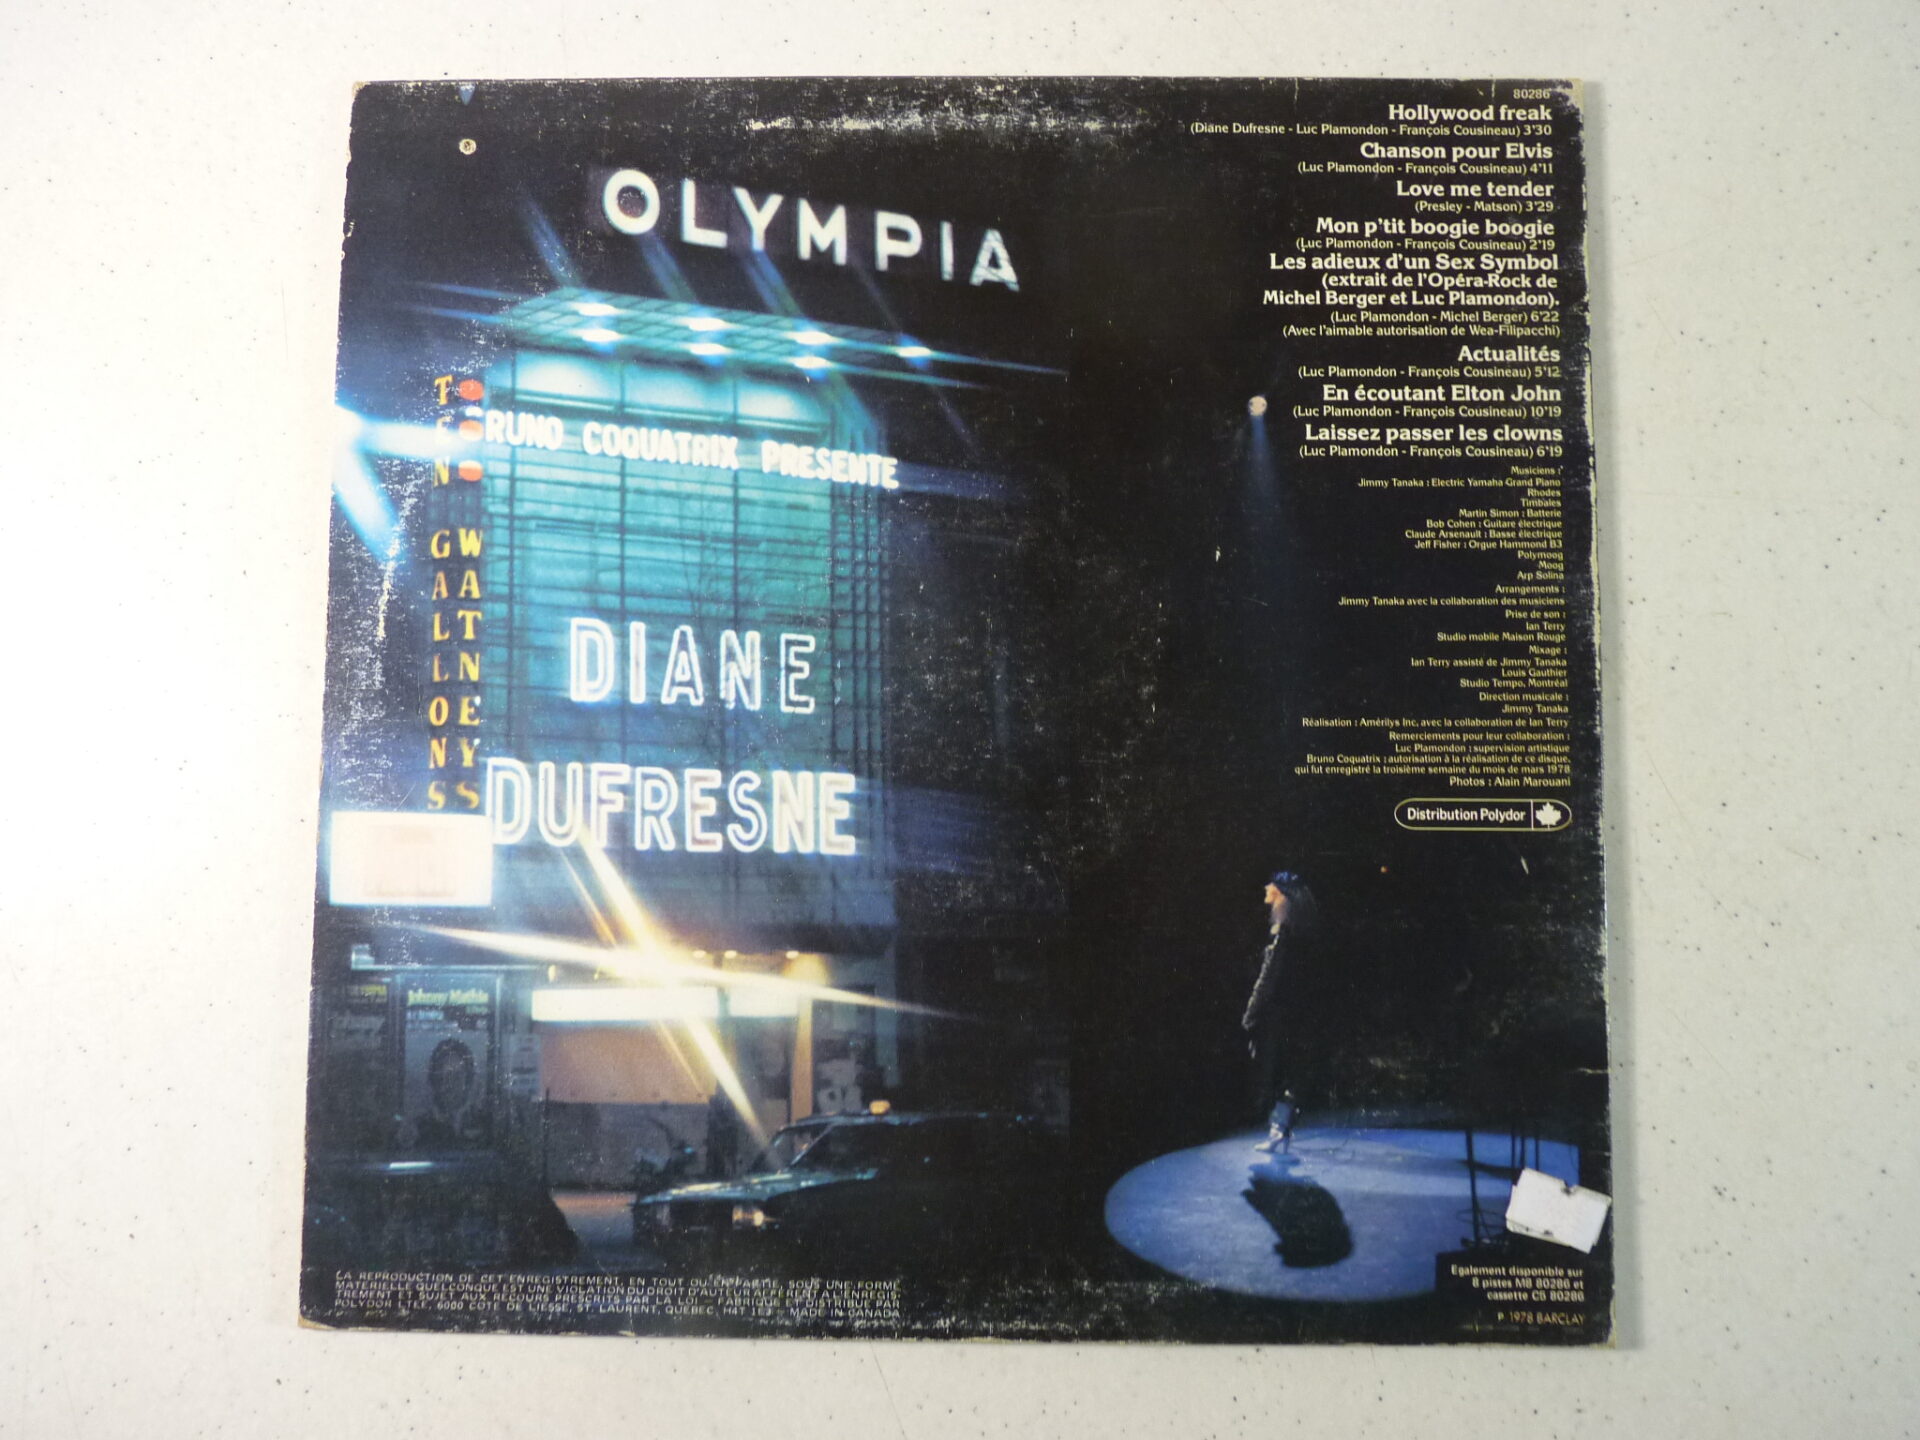 OLYMPIA
TEN GALLONS
WATNEYS
RUNO COQUATRIX PRESENTE
DIANE
DUFRESNE
Johnny Mathis
80286
Hollywood freak
(Diane Dufresne - Luc Plamondon - François Cousineau) 3'30
Chanson pour Elvis
(Luc Plamondon - François Cousineau) 4'11
Love me tender
(Presley - Matson) 3'29
Mon p'tit boogie boogie
(Luc Plamondon - François Cousineau) 2'19
Les adieux d'un Sex Symbol
(extrait de l'Opéra-Rock de
Michel Berger et Luc Plamondon).
(Luc Plamondon - Michel Berger) 6'22
(Avec l'aimable autorisation de Wea-Filipacchi)
Actualités
(Luc Plamondon - François Cousineau) 5'12
En écoutant Elton John
(Luc Plamondon - François Cousineau) 10'19
Laissez passer les clowns
(Luc Plamondon - François Cousineau) 6'19
Musiciens :
Jimmy Tanaka : Electric Yamaha Grand Piano
Rhodes
Timbales
Martin Simon : Batterie
Bob Cohen : Guitare électrique
Claude Arsenault : Basse électrique
Jeff Fisher : Orgue Hammond B3
Polymoog
Moog
Arp Solina
Arrangements :
Jimmy Tanaka avec la collaboration des musiciens
Prise de son :
Ian Terry
Studio mobile Maison Rouge
Mixage :
Ian Terry assisté de Jimmy Tanaka
Louis Gauthier
Studio Tempo, Montréal
Direction musicale :
Jimmy Tanaka
Réalisation : Amérilys Inc, avec la collaboration de Ian Terry
Remerciements pour leur collaboration :
Luc Plamondon : supervision artistique
Bruno Coquatrix : autorisation à la réalisation de ce disque,
qui fut enregistré la troisième semaine du mois de mars 1978
Photos : Alain Marouani
Distribution Polydor
LA REPRODUCTION DE CET ENREGISTREMENT, EN TOUT OU EN PARTIE, SOUS UNE FORME
MATERIELLE QUELCONQUE EST UNE VIOLATION DU DROIT D'AUTEUR AFFERENT A L'ENREGIS-
TREMENT ET SUJET AUX RECOURS PRESCRITS PAR LA LOI. FABRIQUE ET DISTRIBUE PAR
POLYDOR LTEE, 6000 COTE DE LIESSE, ST. LAURENT, QUEBEC, H4T 1E3 - MADE IN CANADA
Egalement disponible sur
8 pistes M8 80286 et
cassette C5 80286
P 1978 BARCLAY